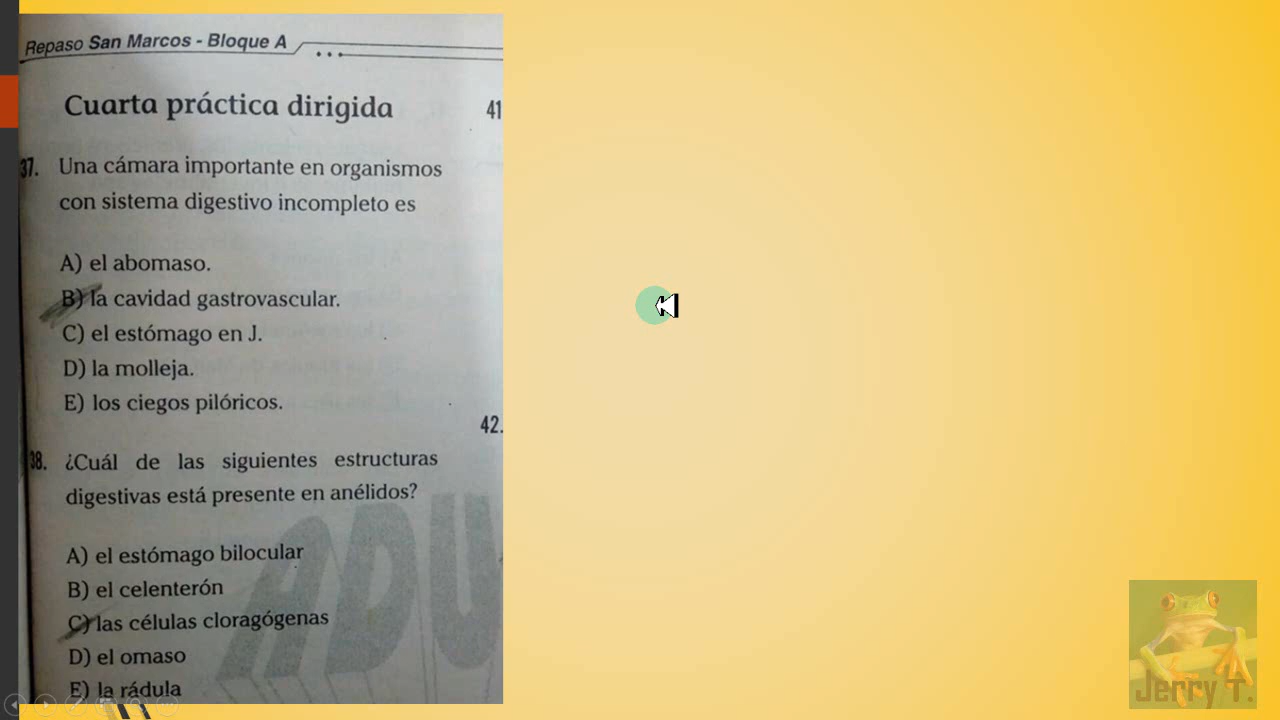 Repaso San Marcos - Bloque A
Cuarta práctica dirigida
41
37. Una cámara importante en organismos
con sistema digestivo incompleto es
A) el abomaso.
B) la cavidad gastrovascular.
C) el estómago en J.
D) la molleja.
E) los ciegos pilóricos.
42.
38. ¿Cuál de las siguientes estructuras
digestivas está presente en anélidos?
A) el estómago bilocular
B) el celenterón
C) las células cloragógenas
D) el omaso
E) la rádula
ADU
Jerry T.